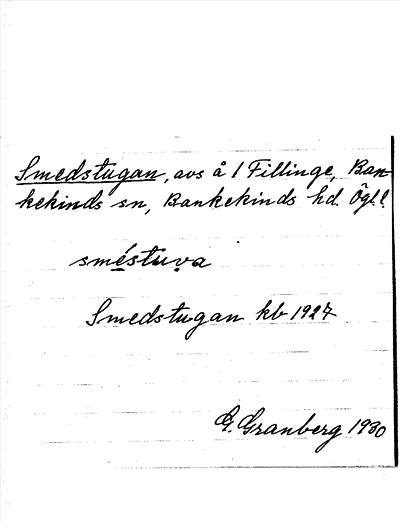 Smedstugan, avs å 1 Fillinge, Ban-
kekinds sn, Bankekinds hd. Ögl.
sméstuva
Smedstugan kb 1927
G. Granberg 1930